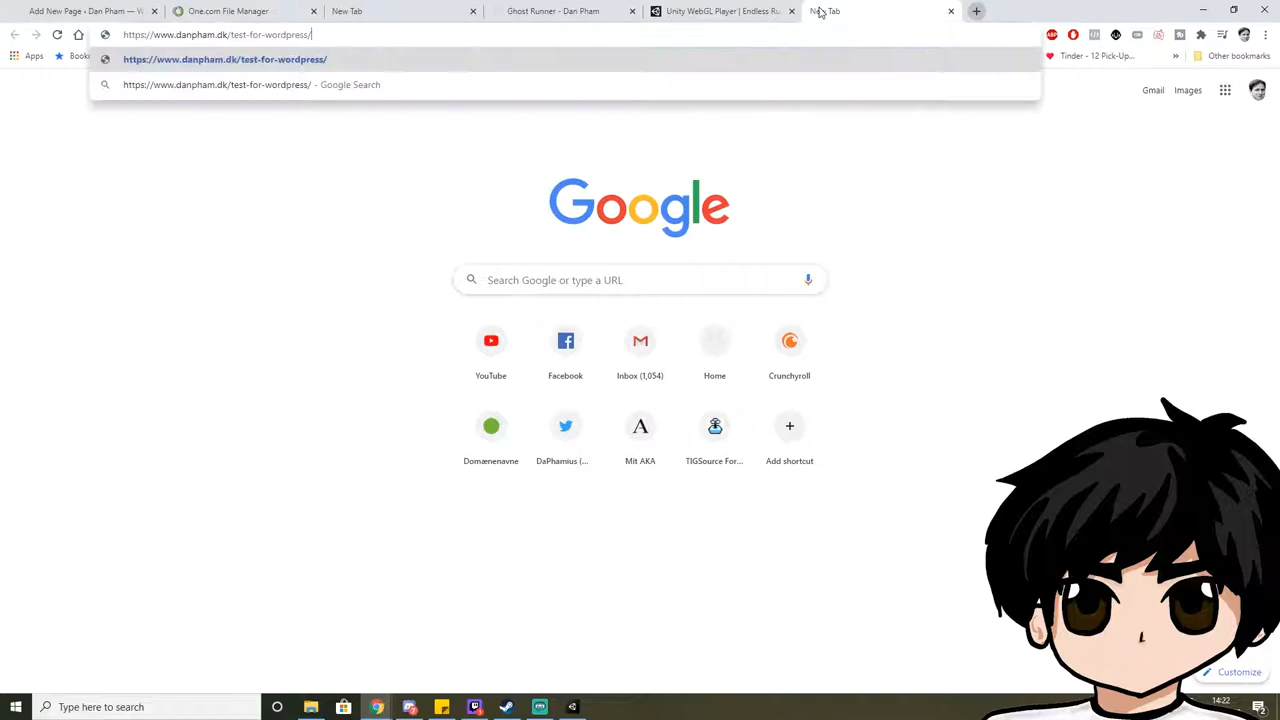 Add New Page ‹ Dan Pham — W
One.com File Manager
New Tab
Ghost Runner - Dan Pham
Unity WebGL Player | Endless Ru
New Tab
https://www.danpham.dk/test-for-wordpress/
Apps
Book
https://www.danpham.dk/test-for-wordpress/
https://www.danpham.dk/test-for-wordpress/ - Google Search
ABP
Tinder - 12 Pick-Up...
»
Other bookmarks
Gmail
Images
Google
Search Google or type a URL
YouTube
Facebook
Inbox (1,054)
Home
Crunchyroll
Domænenavne
DaPhamius (...
Mit AKA
TIGSource For...
Add shortcut
Customize
Type here to search
14:22